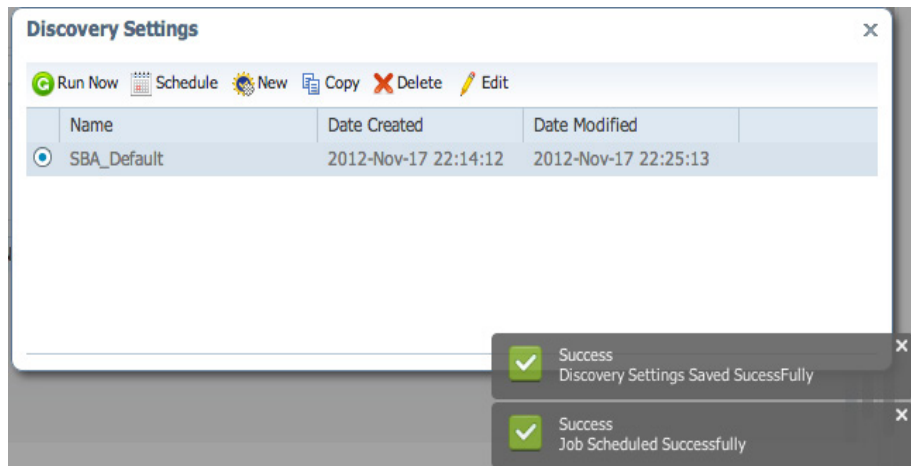 Discovery Settings
Run Now Schedule New Copy Delete Edit
Name Date Created Date Modified
SBA_Default 2012-Nov-17 22:14:12 2012-Nov-17 22:25:13
Success
Discovery Settings Saved SucessFully
Success
Job Scheduled Successfully